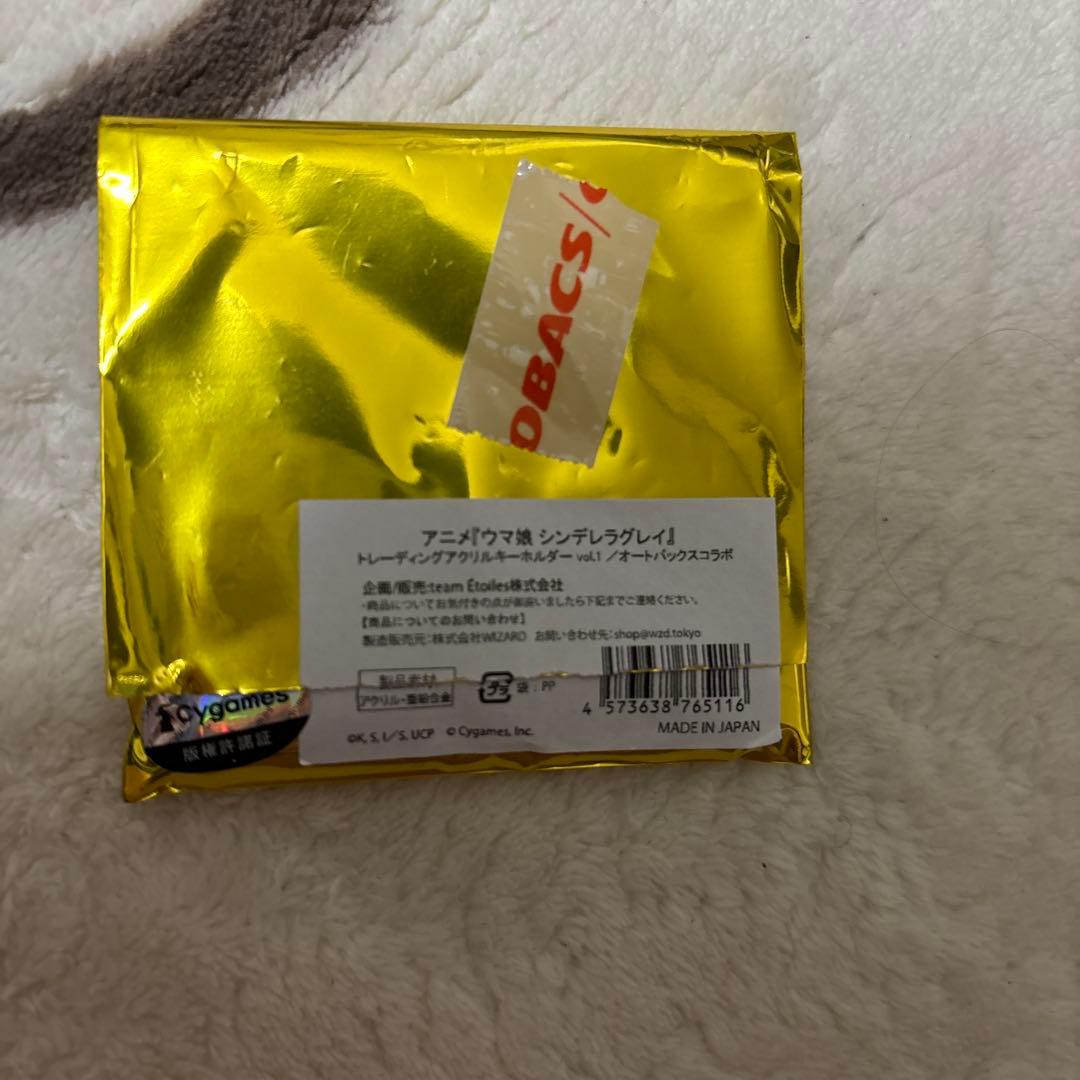 OBACS/
アニメ『ウマ娘 シンデレラグレイ』
トレーディングアクリルキーホルダー vol.1 ／オートバックスコラボ
企画/販売:team Étoiles株式会社
・商品についてお気付きの点が御座いましたら下記までご連絡ください。
【商品についてのお問い合わせ】
製造販売元：株式会社WIZARD お問い合わせ先：shop@wzd.tokyo
製品素材
アクリル・亜鉛合金
プラ 袋：PP
4 573638 765116
MADE IN JAPAN
©K, S, I／S, UCP © Cygames, Inc.
Cygames
版権許諾証